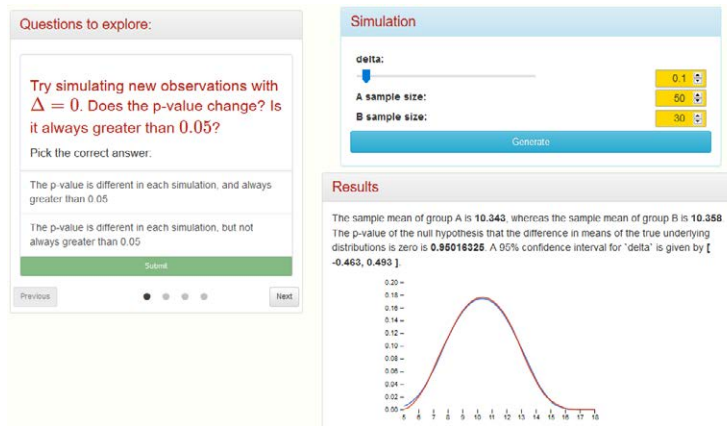 Questions to explore:
Try simulating new observations with
Δ = 0. Does the p-value change? Is
it always greater than 0.05?
Pick the correct answer:
The p-value is different in each simulation, and always
greater than 0.05
The p-value is different in each simulation, but not
always greater than 0.05
Submit
Previous
Next
Simulation
delta:
0.1
A sample size:
50
B sample size:
30
Generate
Results
The sample mean of group A is 10.343, whereas the sample mean of group B is 10.358
The p-value of the null hypothesis that the difference in means of the true underlying
distributions is zero is 0.95016325. A 95% confidence interval for `delta` is given by [
-0.463, 0.493 ].
0.20
0.18
0.16
0.14
0.12
0.10
0.08
0.06
0.04
0.02
0.00
5 6 7 8 9 10 11 12 13 14 15 16 17 18